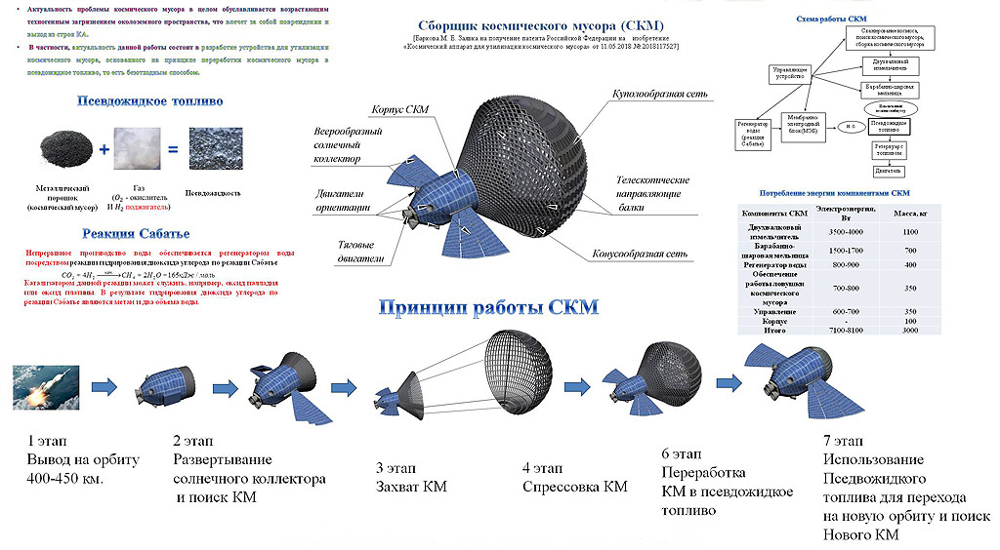 Актуальность проблемы космического мусора в целом обуславливается возрастающим
техногенным загрязнением околоземного пространства, что влечет за собой повреждения и
выход из строя КА.
В частности, актуальность данной работы состоит в разработке устройства для утилизации
космического мусора, основанного на принципе переработки космического мусора в
псевдожидкое топливо, то есть безотходным способом.
Псевдожидкое топливо
+
=
Металлический
порошок
(космический мусор)
Газ
(O₂ - окислитель
И H₂ поджигатель)
Псевдожидкость
Реакция Сабатье
Непрерывное производство воды обеспечивается регенератором воды
посредством реакции гидрирования диоксида углерода по реакции Сабатье
CO₂ + 4H₂ → CH₄ + 2H₂O +165кДж / моль
Катализатором данной реакции может служить, например, оксид палладия
или оксид платины. В результате гидрирования диоксида углерода по
реакции Сабатье являются метан и два объема воды.
Сборщик космического мусора (СКМ)
[Баркова М. Е. Заявка на получение патента Российской Федерации на изобретение
«Космический аппарат для утилизации космического мусора» от 11.05.2018 № 2018117527]
Корпус СКМ
Куполообразная сеть
Веерообразный
солнечный
коллектор
Двигатели
ориентации
Телескопические
направляющие
балки
Тяговые
двигатели
Конусообразная сеть
Схема работы СКМ
Сканирование космоса,
поиск космического мусора,
сборка космического мусора
Управляющее
устройство
Двухвалковый
измельчитель
Барабанно-шаровая
мельница
Регенератор
воды
(реакция
Сабатье)
Мембранно-
электродный
блок(МЭБ)
Псевдожидкое
топливо
Резервуар с
топливом
Двигатель
Потребление энергии компанентами СКМ
Компоненты СКМ Электроэнергия, Вт Масса, кг
Двухвалковый измельчитель 3500-4000 1100
Барабанно-шаровая мельница 1500-1700 700
Регенератор воды 800-900 400
Обеспечение работы ловушки космического мусора 700-800 350
Управление 600-700 350
Корпус - 100
Итого 7100-8100 3000
Принцип работы СКМ
1 этап
Вывод на орбиту
400-450 км.
2 этап
Развертывание
солнечного коллектора
и поиск КМ
3 этап
Захват КМ
4 этап
Спрессовка КМ
6 этап
Переработка
КМ в псевдожидкое
топливо
7 этап
Использование
Пседвожидкого
топлива для перехода
на новую орбиту и поиск
Нового КМ